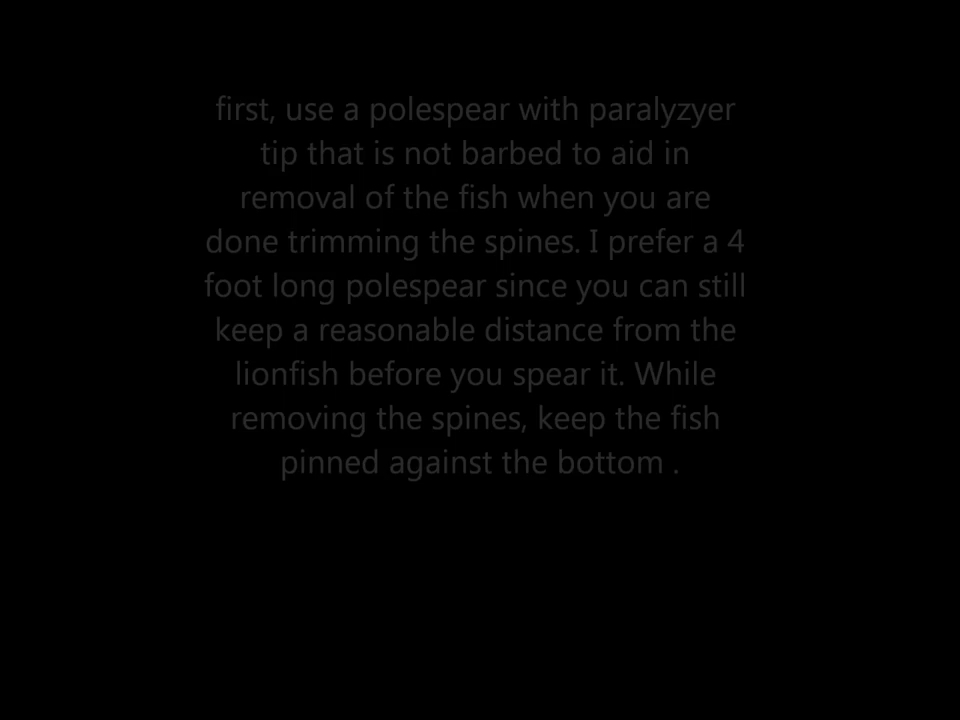 first, use a polespear with paralyzyer
tip that is not barbed to aid in
removal of the fish when you are
done trimming the spines. I prefer a 4
foot long polespear since you can still
keep a reasonable distance from the
lionfish before you spear it. While
removing the spines, keep the fish
pinned against the bottom .